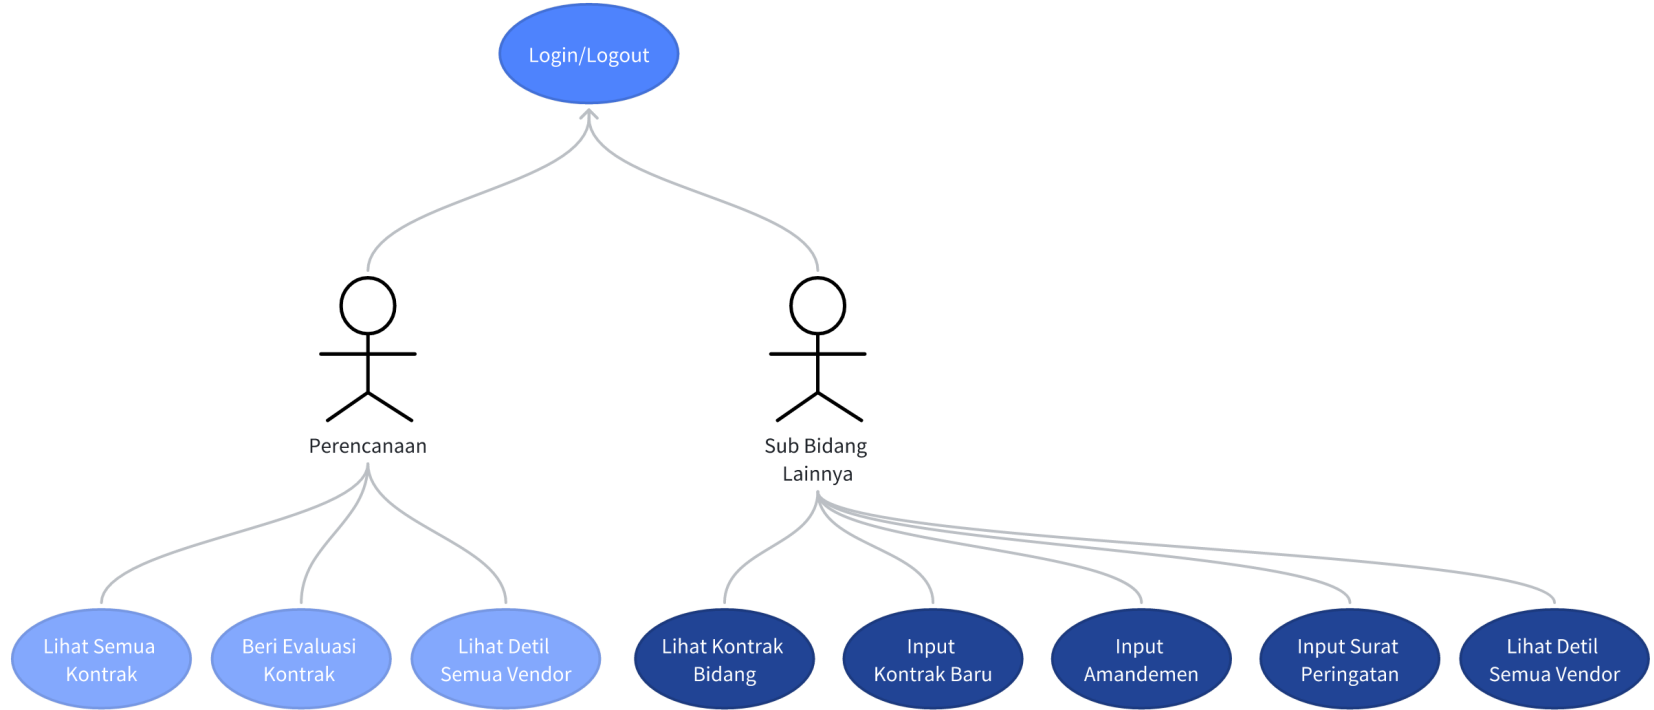 Login/Logout
Perencanaan
Sub Bidang
Lainnya
Lihat Semua
Kontrak
Beri Evaluasi
Kontrak
Lihat Detil
Semua Vendor
Lihat Kontrak
Bidang
Input
Kontrak Baru
Input
Amandemen
Input Surat
Peringatan
Lihat Detil
Semua Vendor